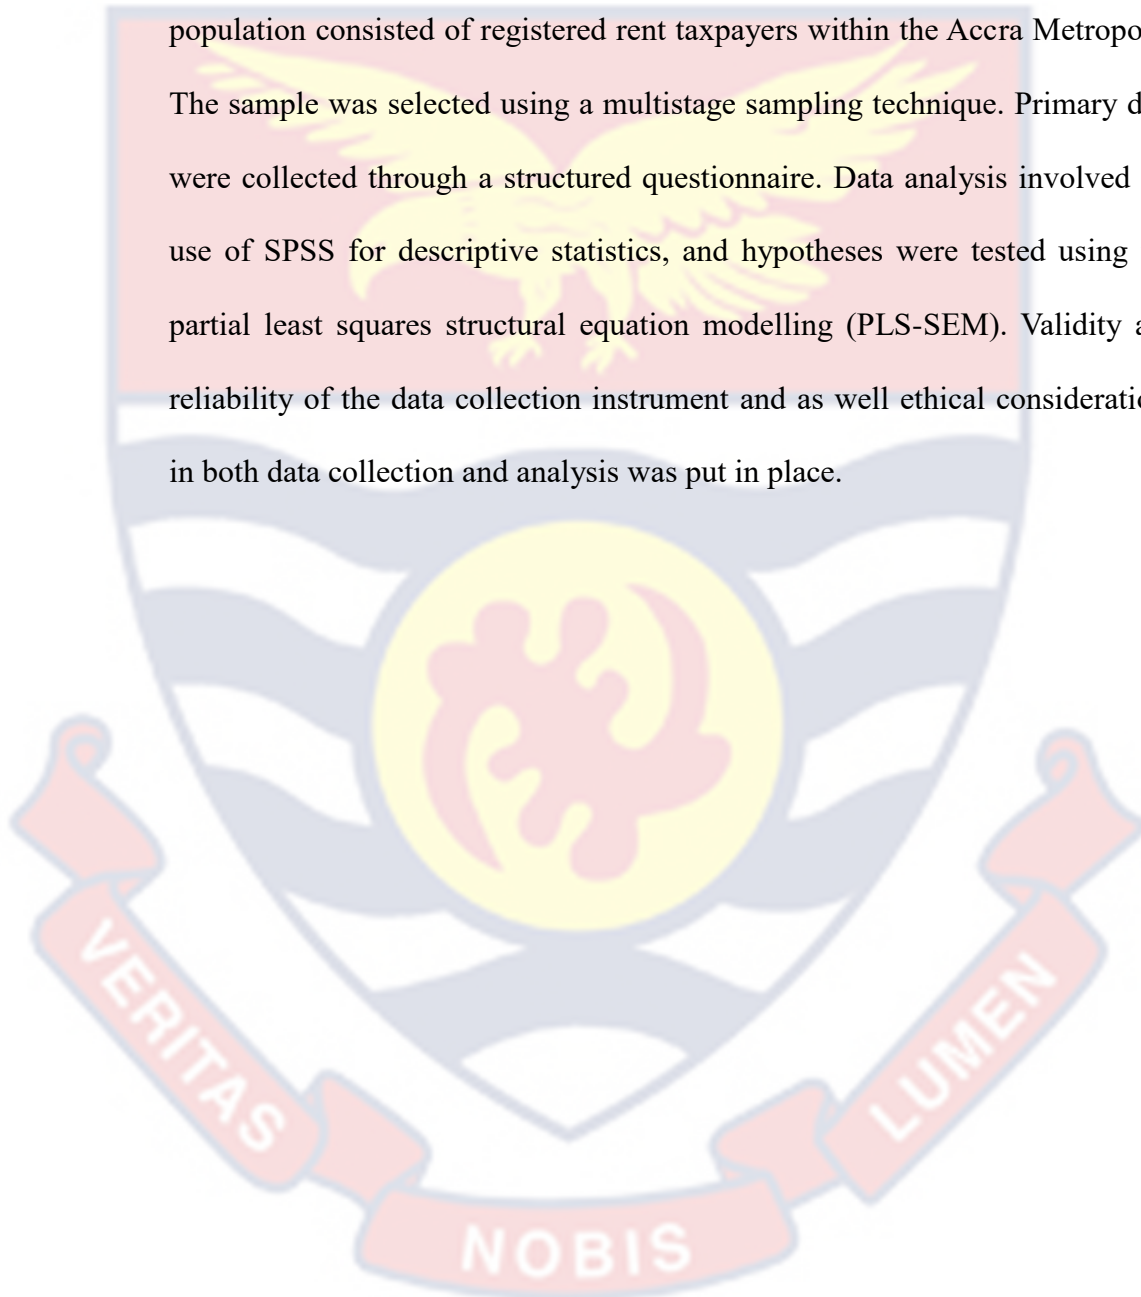 population consisted of registered rent taxpayers within the Accra Metropo
The sample was selected using a multistage sampling technique. Primary d
were collected through a structured questionnaire. Data analysis involved
use of SPSS for descriptive statistics, and hypotheses were tested using
partial least squares structural equation modelling (PLS-SEM). Validity a
reliability of the data collection instrument and as well ethical consideratio
in both data collection and analysis was put in place.
VERITAS
NOBIS
LUMEN